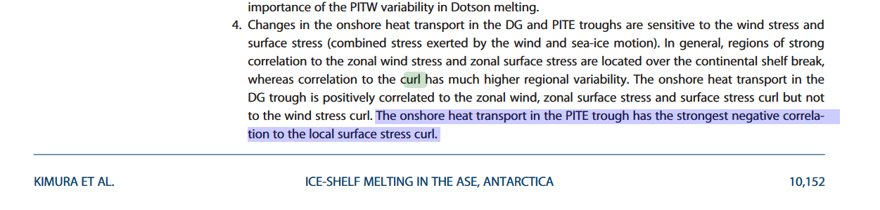 importance of the PITW variability in Dotson melting.
4. Changes in the onshore heat transport in the DG and PITE troughs are sensitive to the wind stress and
surface stress (combined stress exerted by the wind and sea-ice motion). In general, regions of strong
correlation to the zonal wind stress and zonal surface stress are located over the continental shelf break,
whereas correlation to the curl has much higher regional variability. The onshore heat transport in the
DG trough is positively correlated to the zonal wind, zonal surface stress and surface stress curl but not
to the wind stress curl. The onshore heat transport in the PITE trough has the strongest negative correla-
tion to the local surface stress curl.
KIMURA ET AL. ICE-SHELF MELTING IN THE ASE, ANTARCTICA 10,152